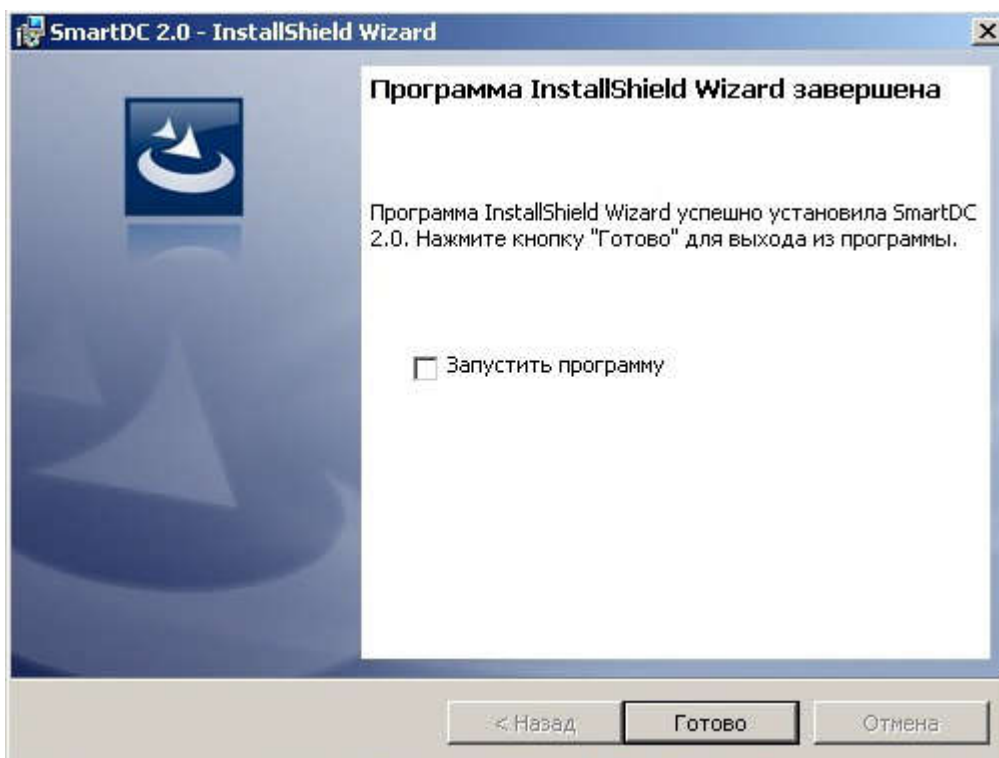 SmartDC 2.0 - InstallShield Wizard
Программа InstallShield Wizard завершена
Программа InstallShield Wizard успешно установила SmartDC
2.0. Нажмите кнопку "Готово" для выхода из программы.
Запустить программу
< Назад
Готово
Отмена